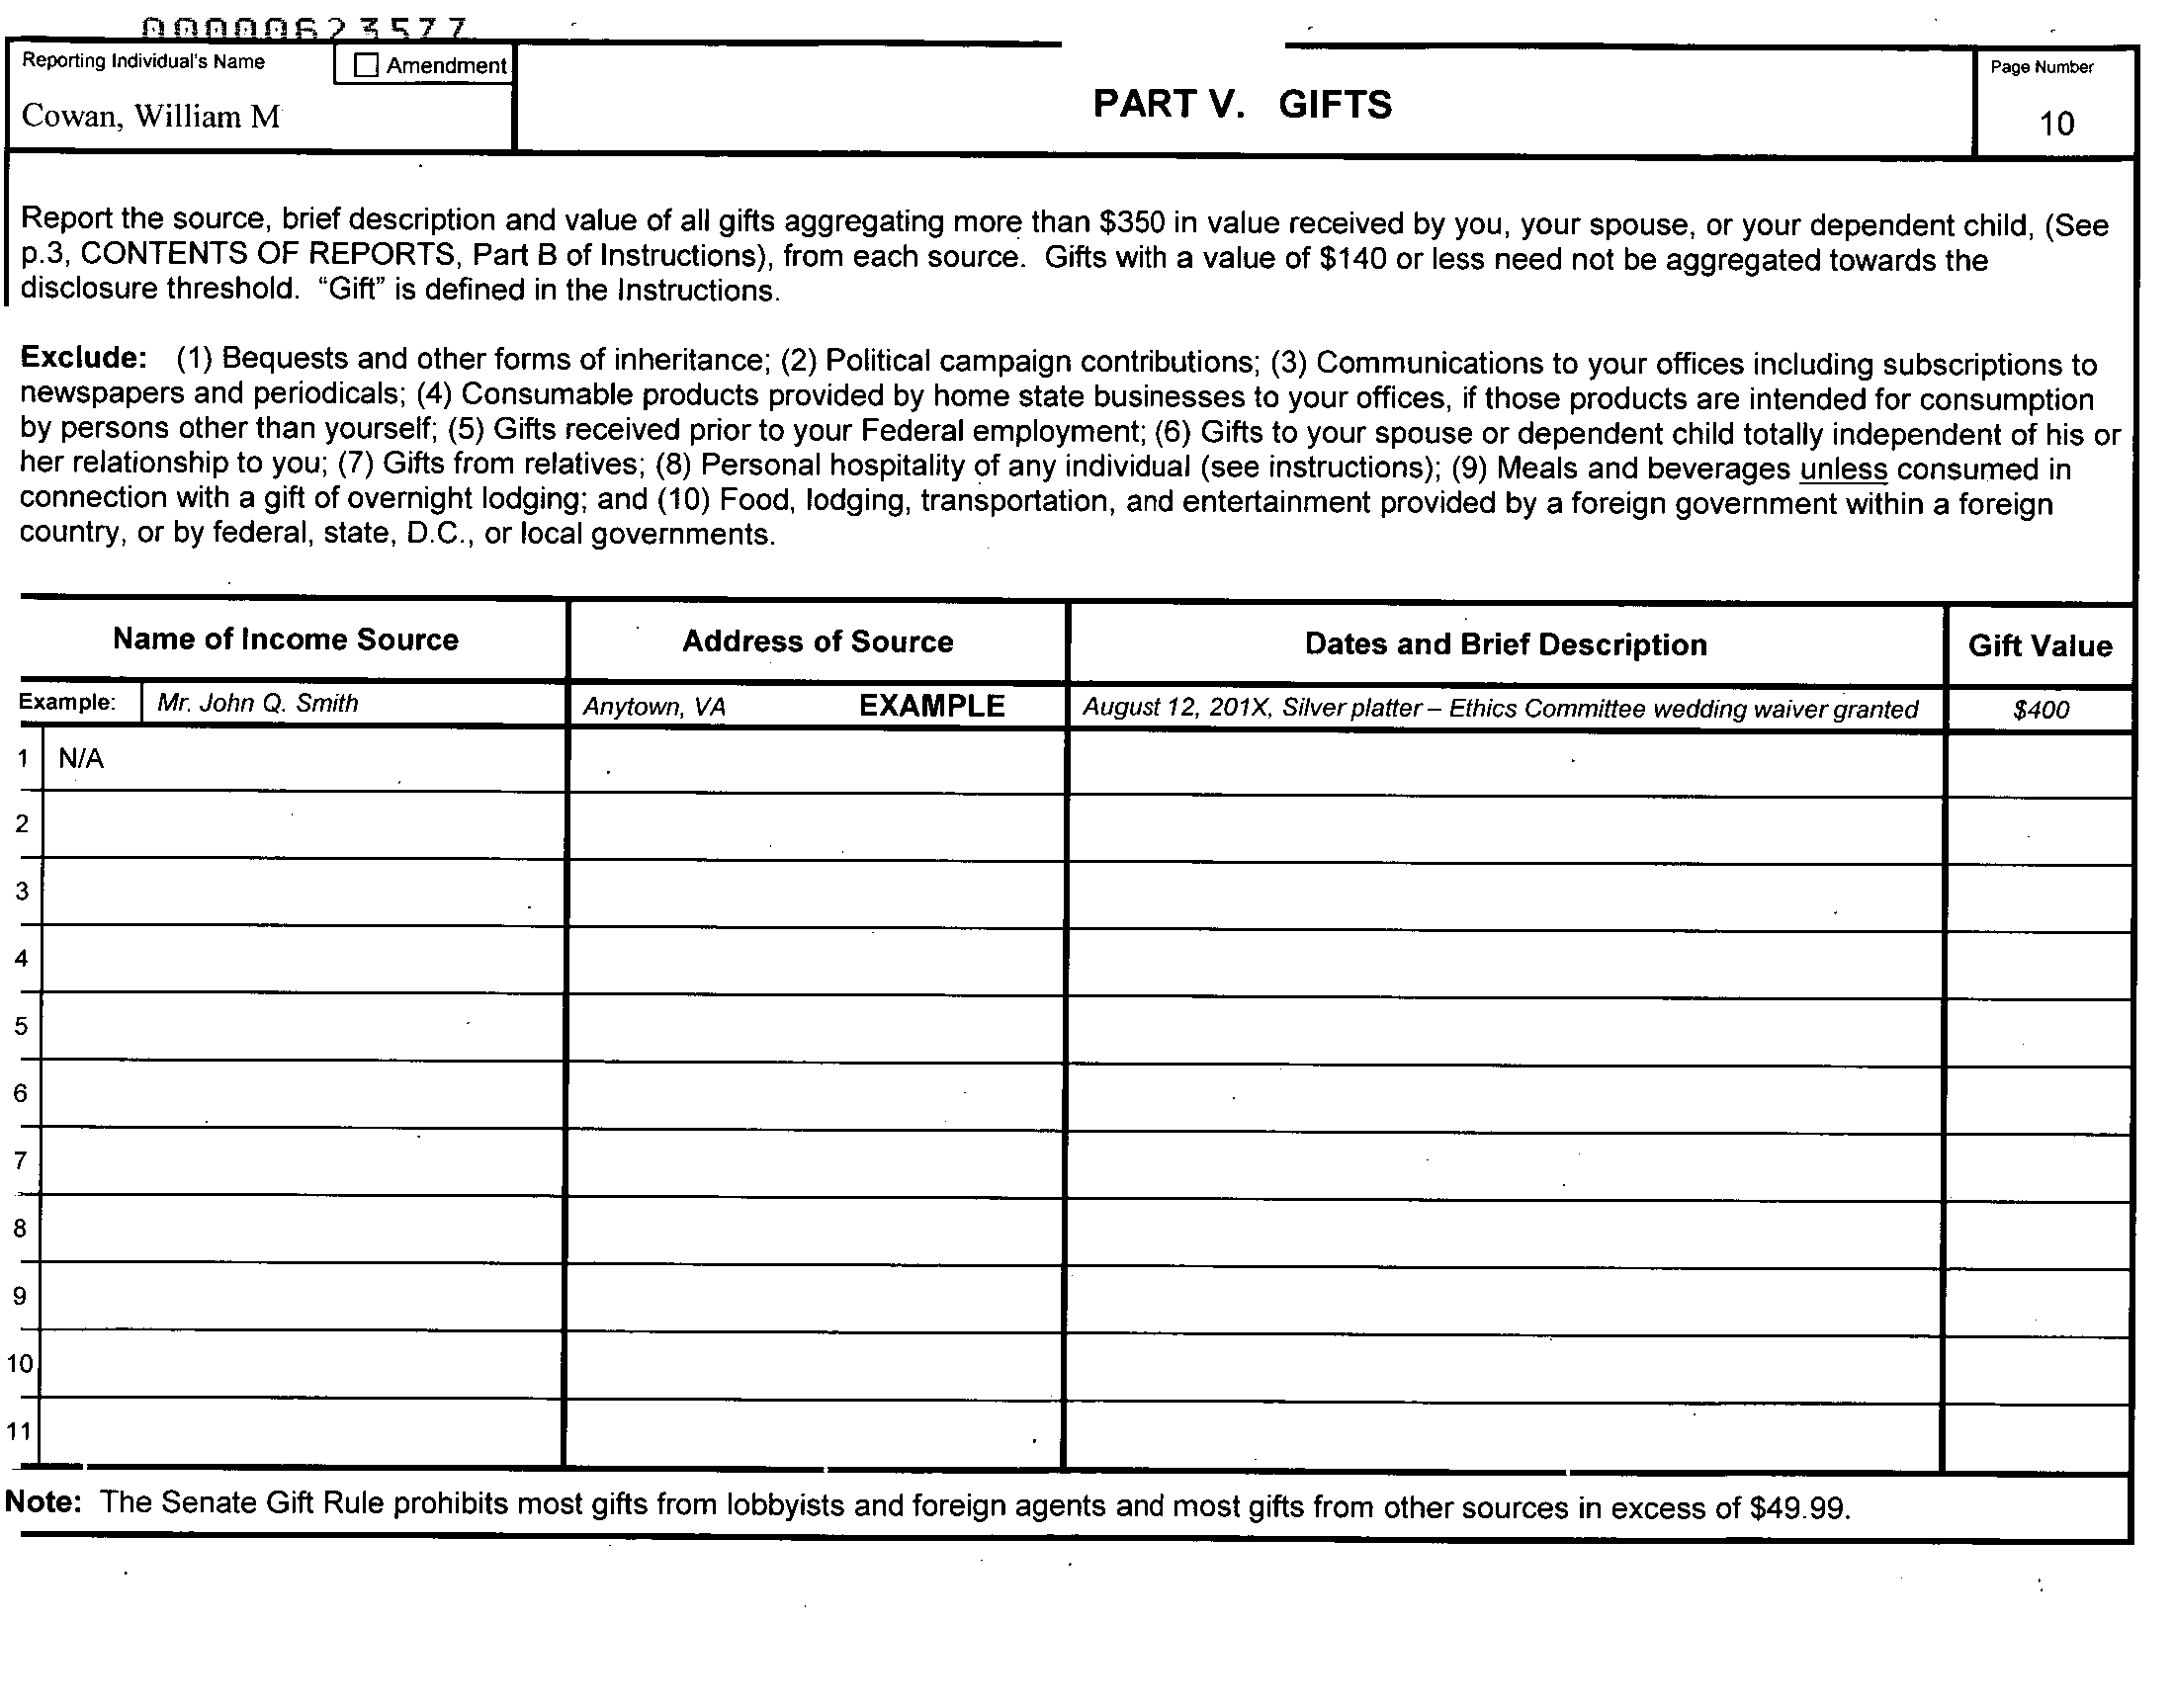 00000623577
Reporting Individual's Name
Amendment
Cowan, William M
PART V. GIFTS
Page Number
10
Report the source, brief description and value of all gifts aggregating more than $350 in value received by you, your spouse, or your dependent child, (See
p.3, CONTENTS OF REPORTS, Part B of Instructions), from each source. Gifts with a value of $140 or less need not be aggregated towards the
disclosure threshold. “Gift” is defined in the Instructions.
Exclude: (1) Bequests and other forms of inheritance; (2) Political campaign contributions; (3) Communications to your offices including subscriptions to
newspapers and periodicals; (4) Consumable products provided by home state businesses to your offices, if those products are intended for consumption
by persons other than yourself; (5) Gifts received prior to your Federal employment; (6) Gifts to your spouse or dependent child totally independent of his or
her relationship to you; (7) Gifts from relatives; (8) Personal hospitality of any individual (see instructions); (9) Meals and beverages unless consumed in
connection with a gift of overnight lodging; and (10) Food, lodging, transportation, and entertainment provided by a foreign government within a foreign
country, or by federal, state, D.C., or local governments.
Name of Income Source Address of Source Dates and Brief Description Gift Value
Example: Mr. John Q. Smith Anytown, VA EXAMPLE August 12, 201X, Silver platter – Ethics Committee wedding waiver granted $400
1 N/A
2
3
4
5
6
7
8
9
10
11
Note: The Senate Gift Rule prohibits most gifts from lobbyists and foreign agents and most gifts from other sources in excess of $49.99.